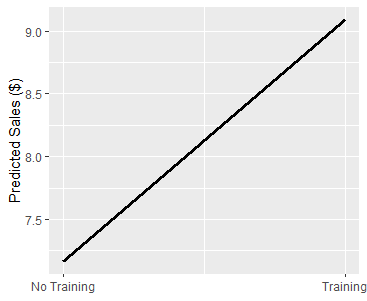 Predicted Sales ($)
9.0
8.5
8.0
7.5
No Training
Training